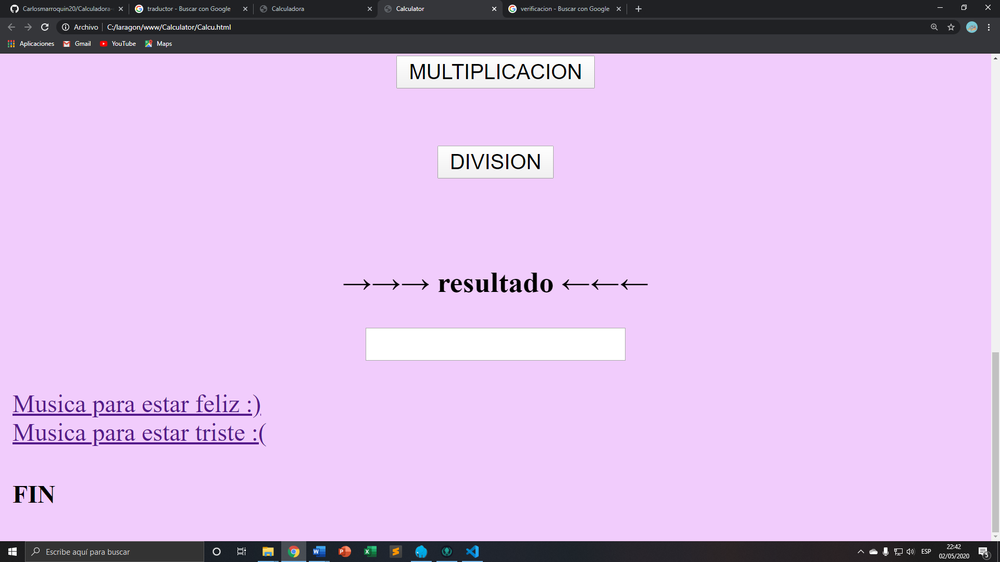 Carlosmarroquin20/Calculadora-
traductor - Buscar con Google
Calculadora
Calculator
verificacion - Buscar con Google
Archivo
C:/laragon/www/Calculator/Calcu.html
Aplicaciones
Gmail
YouTube
Maps
MULTIPLICACION
DIVISION
→→→ resultado ←←←
Musica para estar feliz :)
Musica para estar triste :(
FIN
Escribe aquí para buscar
ESP
22:42
02/05/2020
5